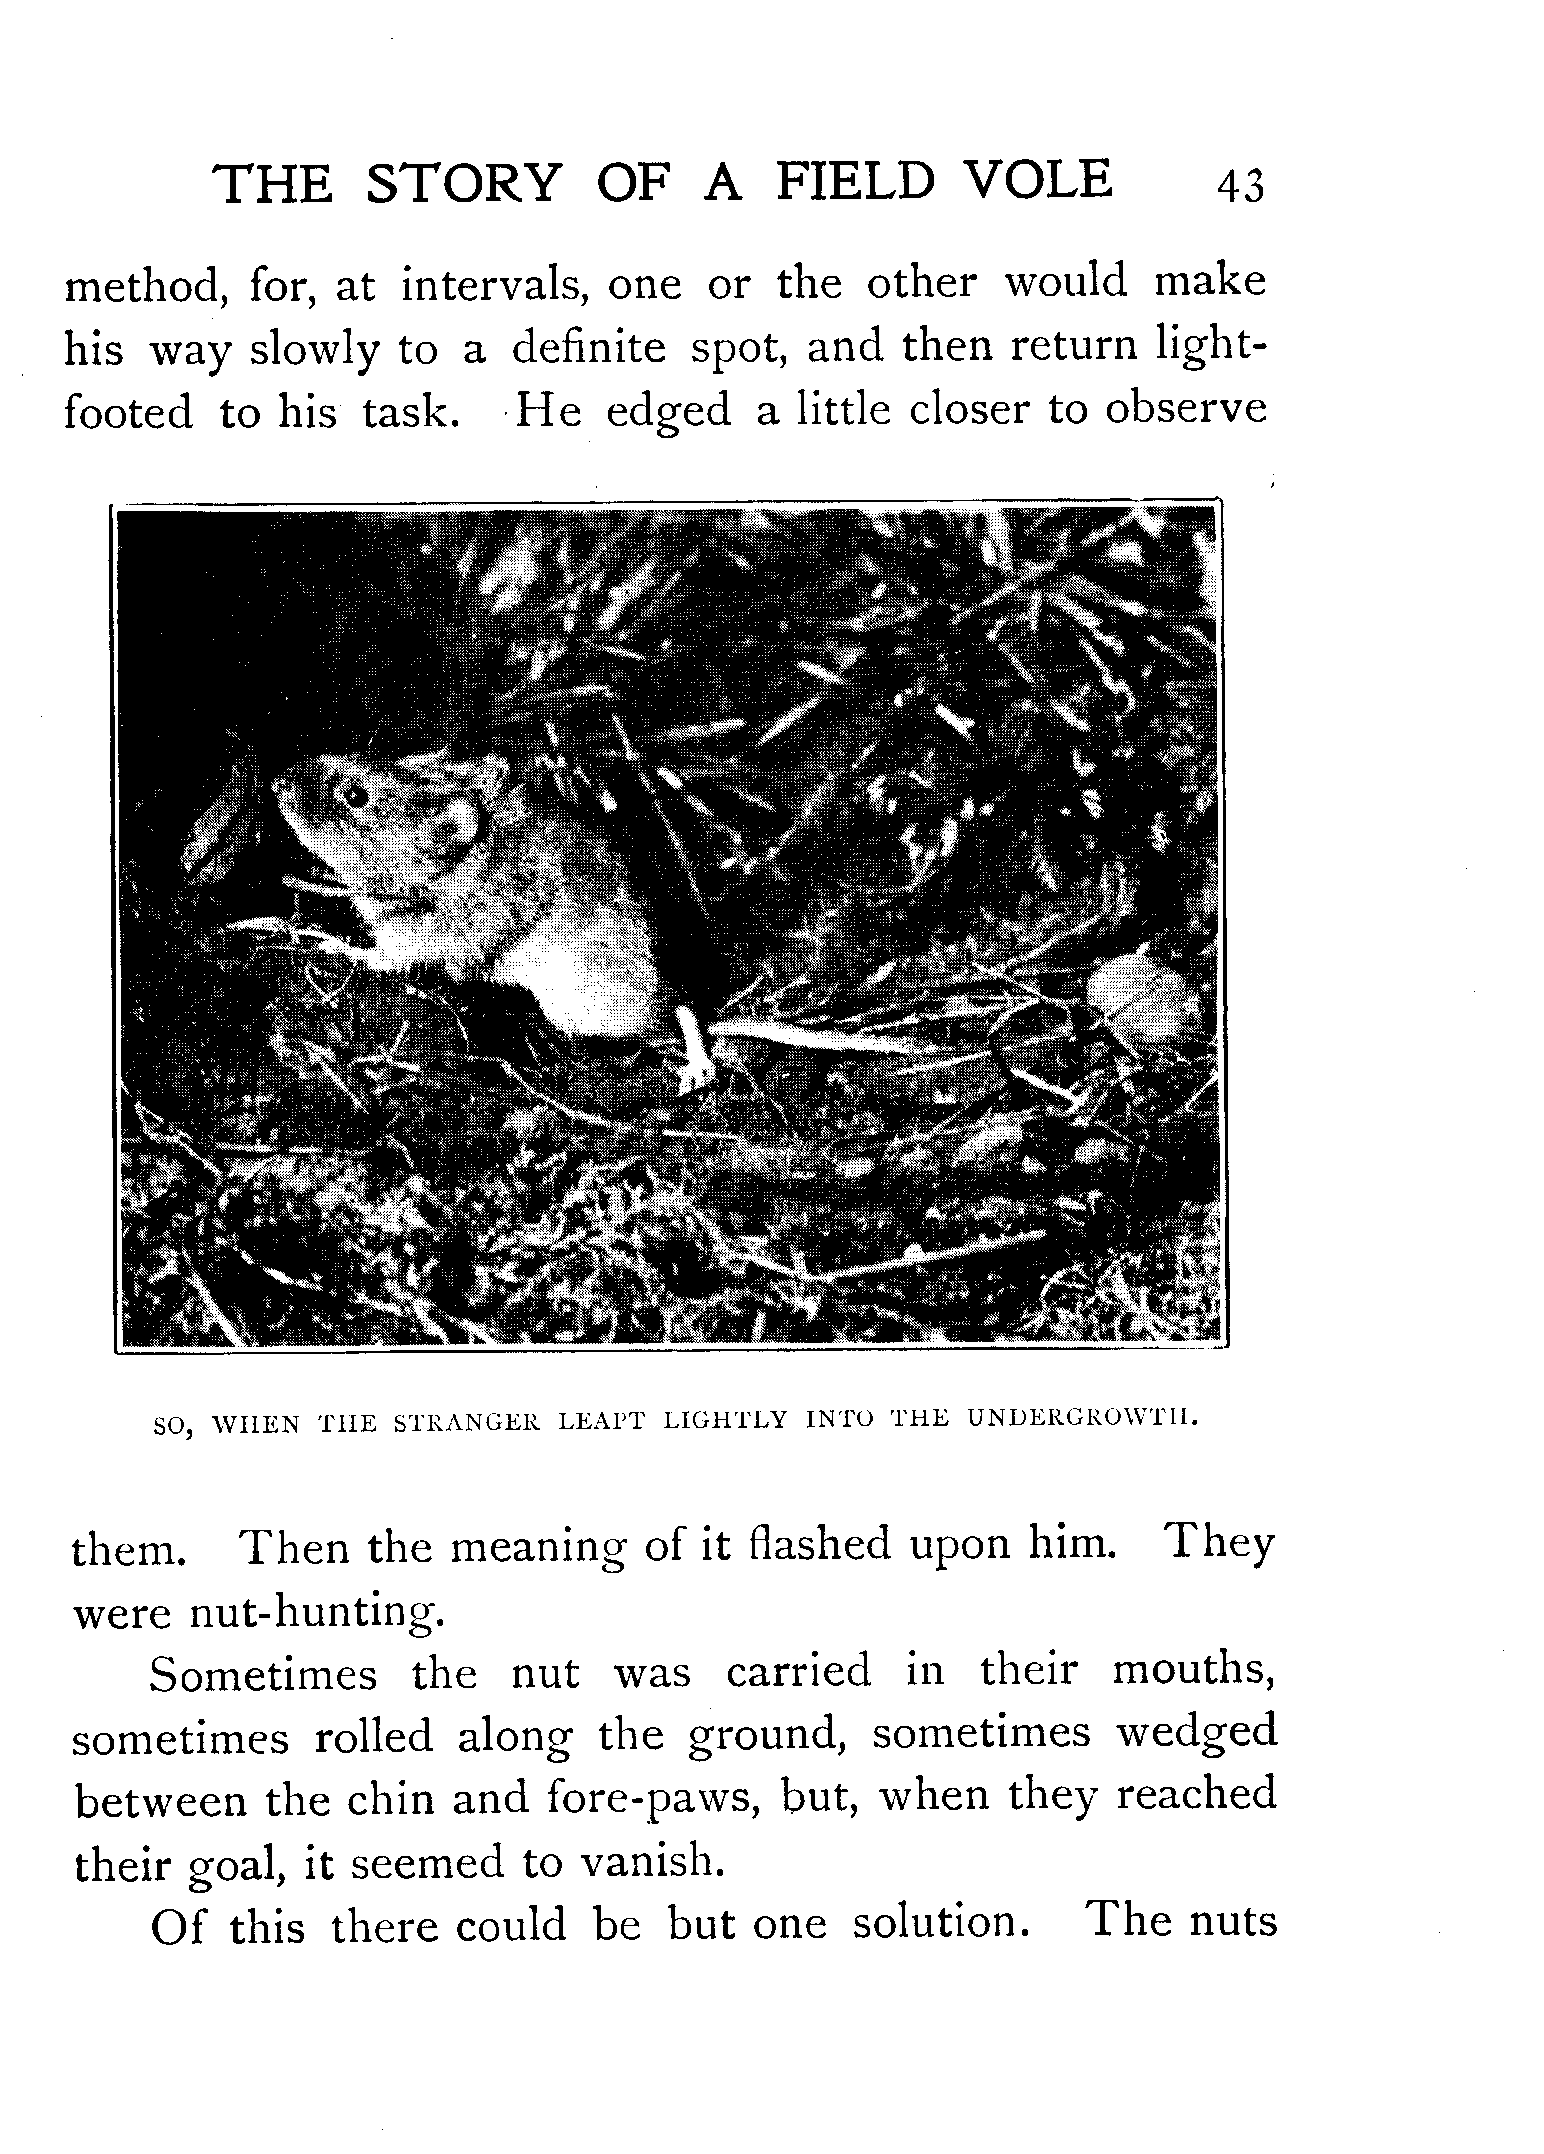 THE STORY OF A FIELD VOLE 43
method, for, at intervals, one or the other would make
his way slowly to a definite spot, and then return light-
footed to his task. He edged a little closer to observe
SO, WHEN THE STRANGER LEAPT LIGHTLY INTO THE UNDERGROWTH.
them. Then the meaning of it flashed upon him. They
were nut-hunting.
Sometimes the nut was carried in their mouths,
sometimes rolled along the ground, sometimes wedged
between the chin and fore-paws, but, when they reached
their goal, it seemed to vanish.
Of this there could be but one solution. The nuts